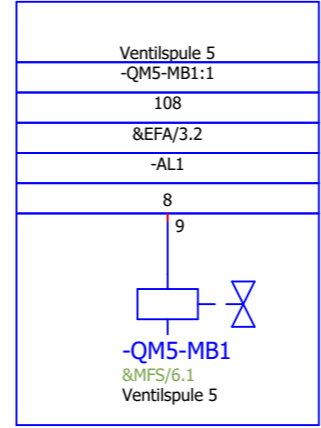 Ventilspule 5
-QM5-MB1:1
108
&EFA/3.2
-AL1
8
9
-QM5-MB1
&MFS/6.1
Ventilspule 5